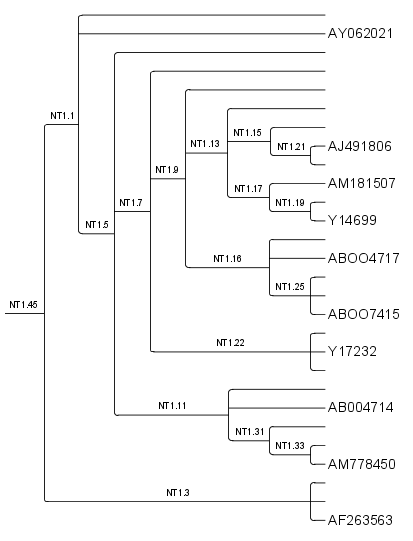 AY062021
NT1.1
NT1.15
AJ491806
NT1.21
NT1.13
NT1.9
AM181507
NT1.17
NT1.7
NT1.19
Y14699
NT1.5
NT1.16
ABOO4717
NT1.25
NT1.45
ABOO7415
NT1.22
Y17232
NT1.11
AB004714
NT1.31
NT1.33
AM778450
NT1.3
AF263563